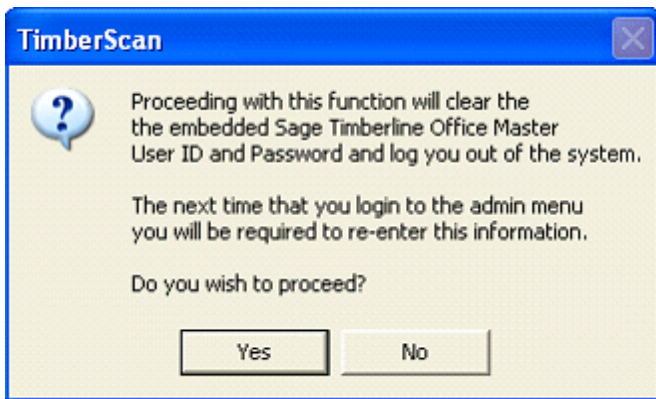 TimberScan
Proceeding with this function will clear the
the embedded Sage Timberline Office Master
User ID and Password and log you out of the system.
The next time that you login to the admin menu
you will be required to re-enter this information.
Do you wish to proceed?
Yes No